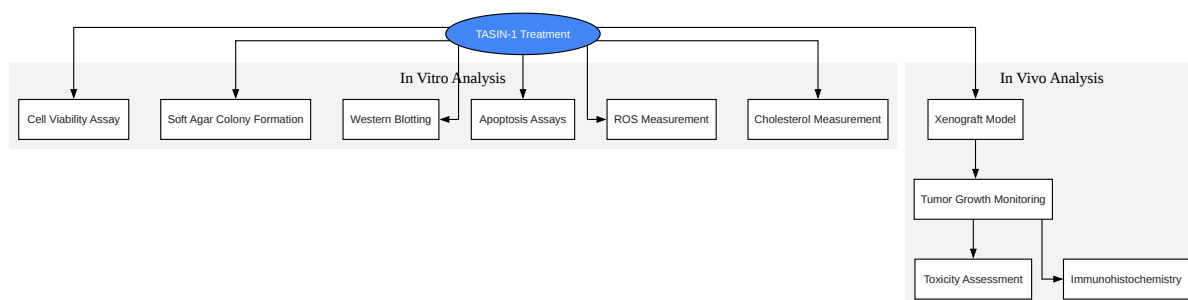 TASIN-1 Treatment
In Vitro Analysis
In Vivo Analysis
Cell Viability Assay
Soft Agar Colony Formation
Western Blotting
Apoptosis Assays
ROS Measurement
Cholesterol Measurement
Xenograft Model
Tumor Growth Monitoring
Toxicity Assessment
Immunohistochemistry